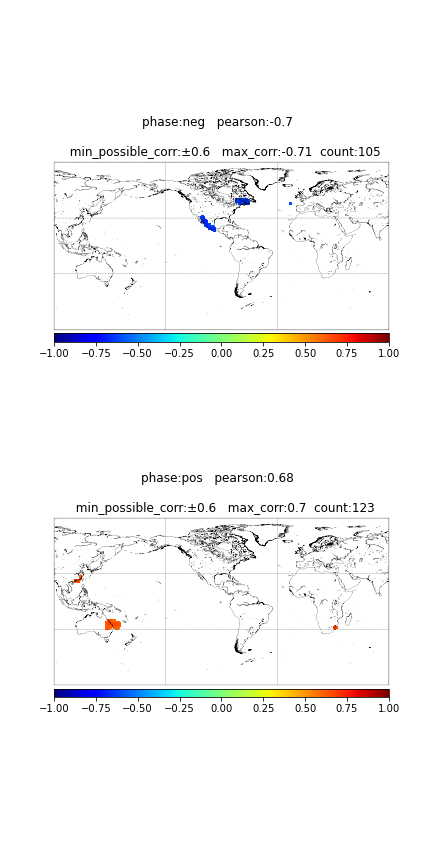 phase:neg   pearson:-0.7
min_possible_corr:±0.6   max_corr:-0.71  count:105
−1.00 −0.75 −0.50 −0.25 0.00 0.25 0.50 0.75 1.00
phase:pos   pearson:0.68
min_possible_corr:±0.6   max_corr:0.7  count:123
−1.00 −0.75 −0.50 −0.25 0.00 0.25 0.50 0.75 1.00